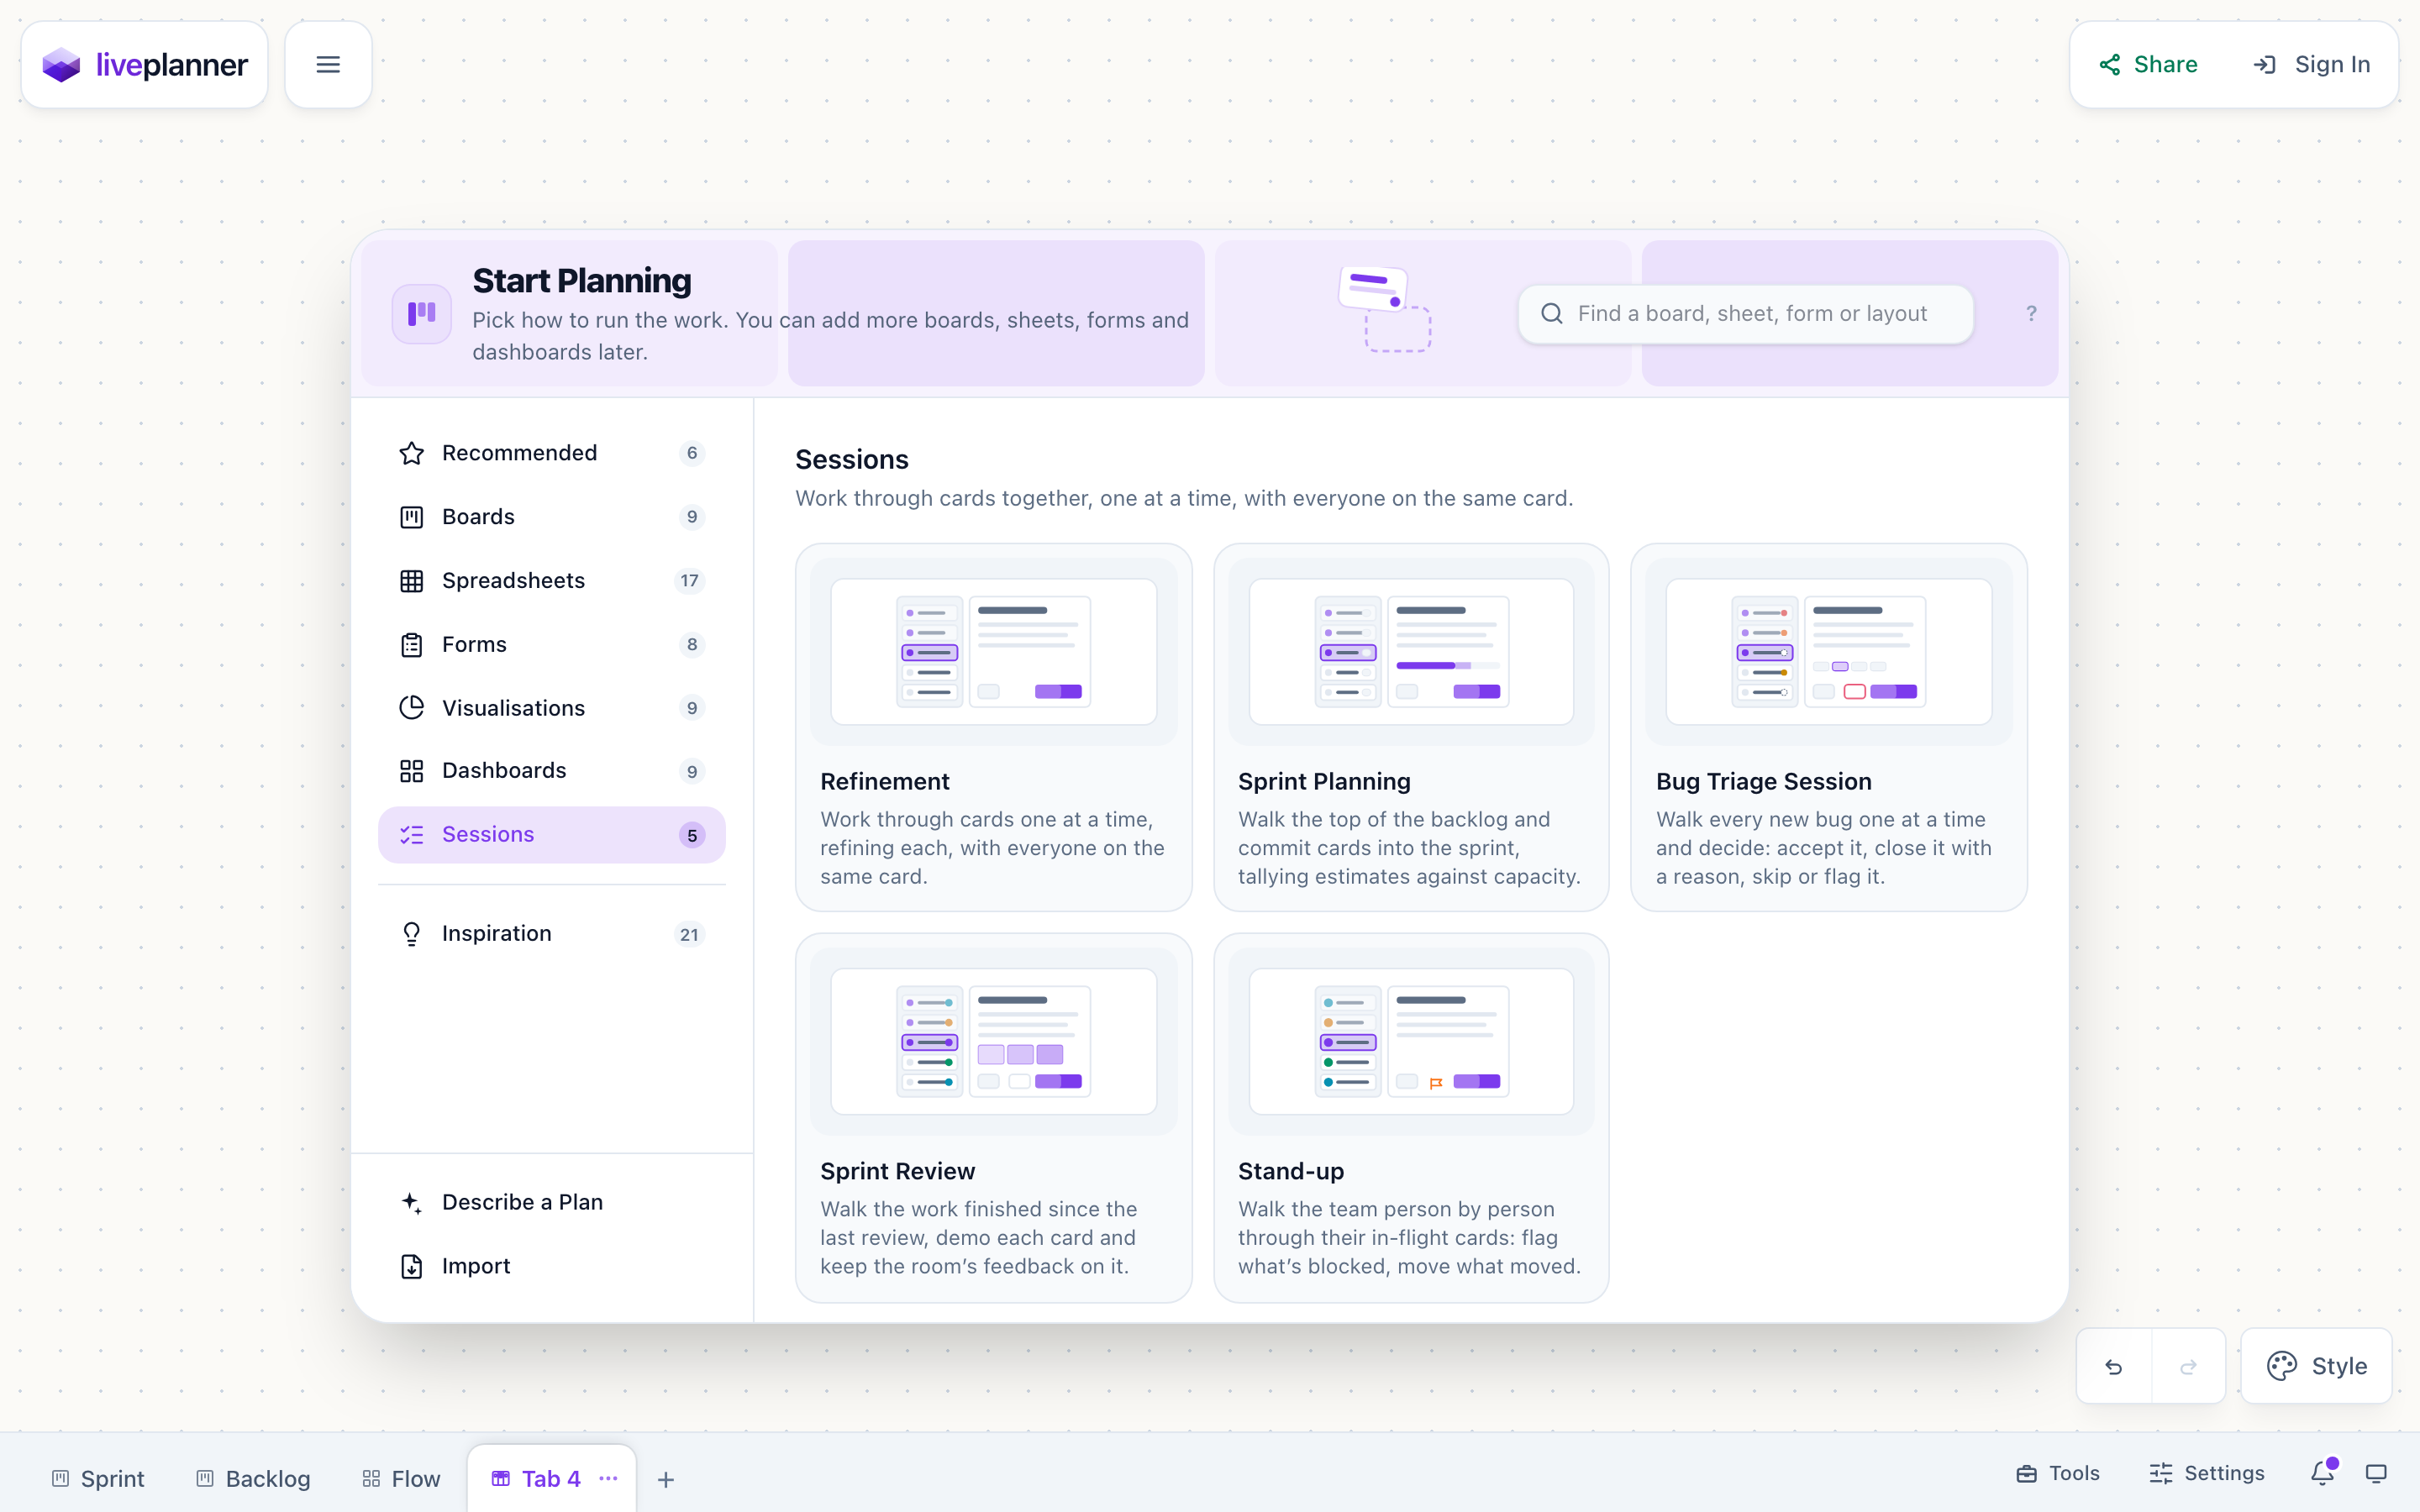 liveplanner
Share
Sign In
Start Planning
Pick how to run the work. You can add more boards, sheets, forms and
dashboards later.
Find a board, sheet, form or layout
?
Recommended 6
Boards 9
Spreadsheets 17
Forms 8
Visualisations 9
Dashboards 9
Sessions 5
Inspiration 21
Describe a Plan
Import
Sessions
Work through cards together, one at a time, with everyone on the same card.
Refinement
Work through cards one at a time,
refining each, with everyone on the
same card.
Sprint Planning
Walk the top of the backlog and
commit cards into the sprint,
tallying estimates against capacity.
Bug Triage Session
Walk every new bug one at a time
and decide: accept it, close it with
a reason, skip or flag it.
Sprint Review
Walk the work finished since the
last review, demo each card and
keep the room’s feedback on it.
Stand-up
Walk the team person by person
through their in-flight cards: flag
what’s blocked, move what moved.
Style
Sprint
Backlog
Flow
Tab 4
Tools
Settings